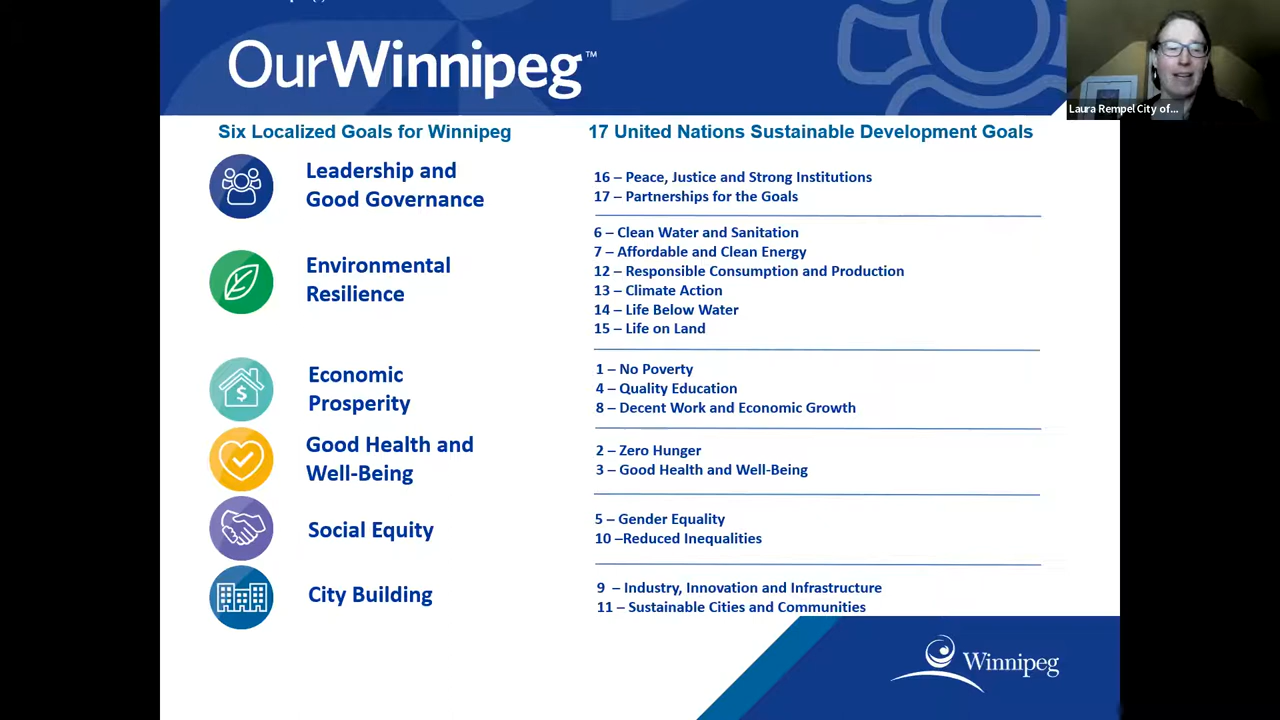 OurWinnipeg™
Laura Rempel City of...
Six Localized Goals for Winnipeg
17 United Nations Sustainable Development Goals
Leadership and
Good Governance
16 – Peace, Justice and Strong Institutions
17 – Partnerships for the Goals
Environmental
Resilience
6 – Clean Water and Sanitation
7 – Affordable and Clean Energy
12 – Responsible Consumption and Production
13 – Climate Action
14 – Life Below Water
15 – Life on Land
Economic
Prosperity
1 – No Poverty
4 – Quality Education
8 – Decent Work and Economic Growth
Good Health and
Well-Being
2 – Zero Hunger
3 – Good Health and Well-Being
Social Equity
5 – Gender Equality
10 –Reduced Inequalities
City Building
9 – Industry, Innovation and Infrastructure
11 – Sustainable Cities and Communities
Winnipeg